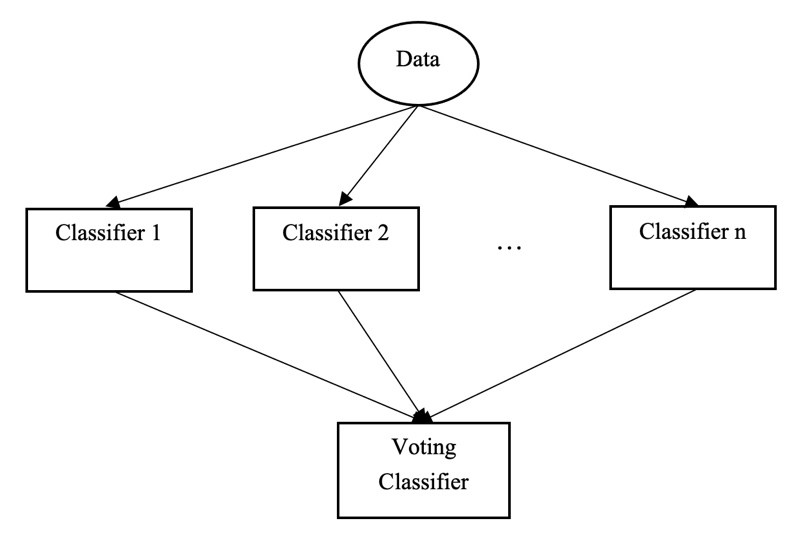 Data
Classifier 1
Classifier 2
...
Classifier n
Voting
Classifier